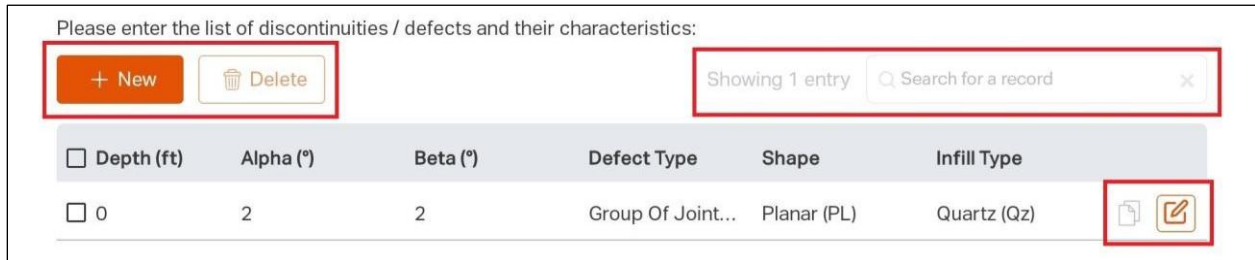 Please enter the list of discontinuities / defects and their characteristics:
+ New Delete Showing 1 entry Search for a record ×
Depth (ft) Alpha (°) Beta (°) Defect Type Shape Infill Type
0 2 2 Group Of Joint... Planar (PL) Quartz (Qz)